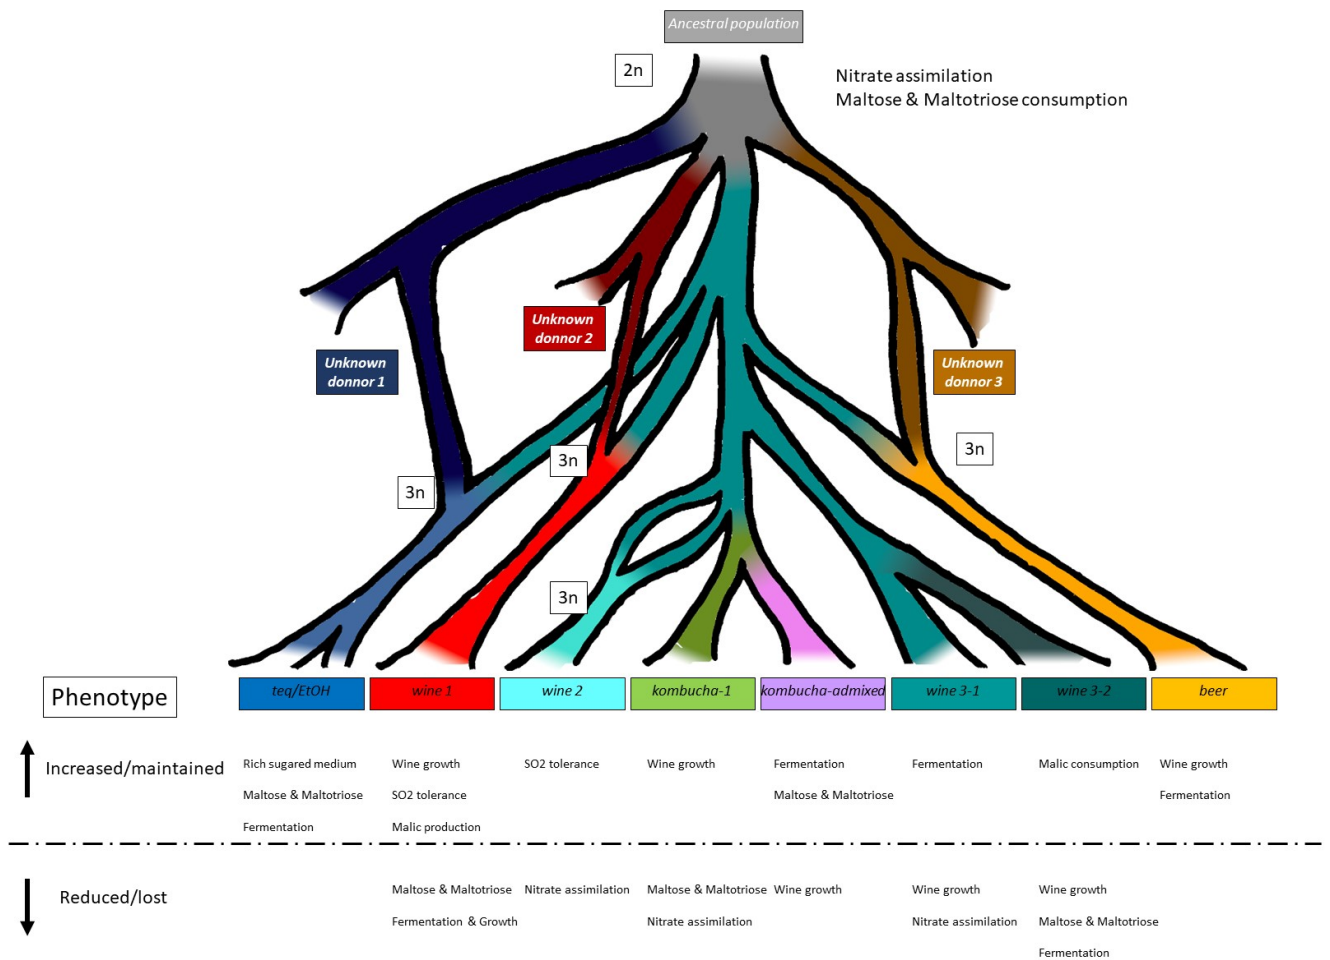 Ancestral population
2n
Nitrate assimilation
Maltose & Maltotriose consumption
Unknown
donnor 2
Unknown
donnor 1
Unknown
donnor 3
3n
3n
3n
3n
Phenotype
teq/EtOH
wine 1
wine 2
kombucha-1
kombucha-admixed
wine 3-1
wine 3-2
beer
Increased/maintained
Rich sugared medium
Maltose & Maltotriose
Fermentation
Wine growth
SO2 tolerance
Malic production
SO2 tolerance
Wine growth
Fermentation
Maltose & Maltotriose
Fermentation
Malic consumption
Wine growth
Fermentation
Reduced/lost
Maltose & Maltotriose
Fermentation & Growth
Nitrate assimilation
Maltose & Maltotriose
Nitrate assimilation
Wine growth
Wine growth
Nitrate assimilation
Wine growth
Maltose & Maltotriose
Fermentation